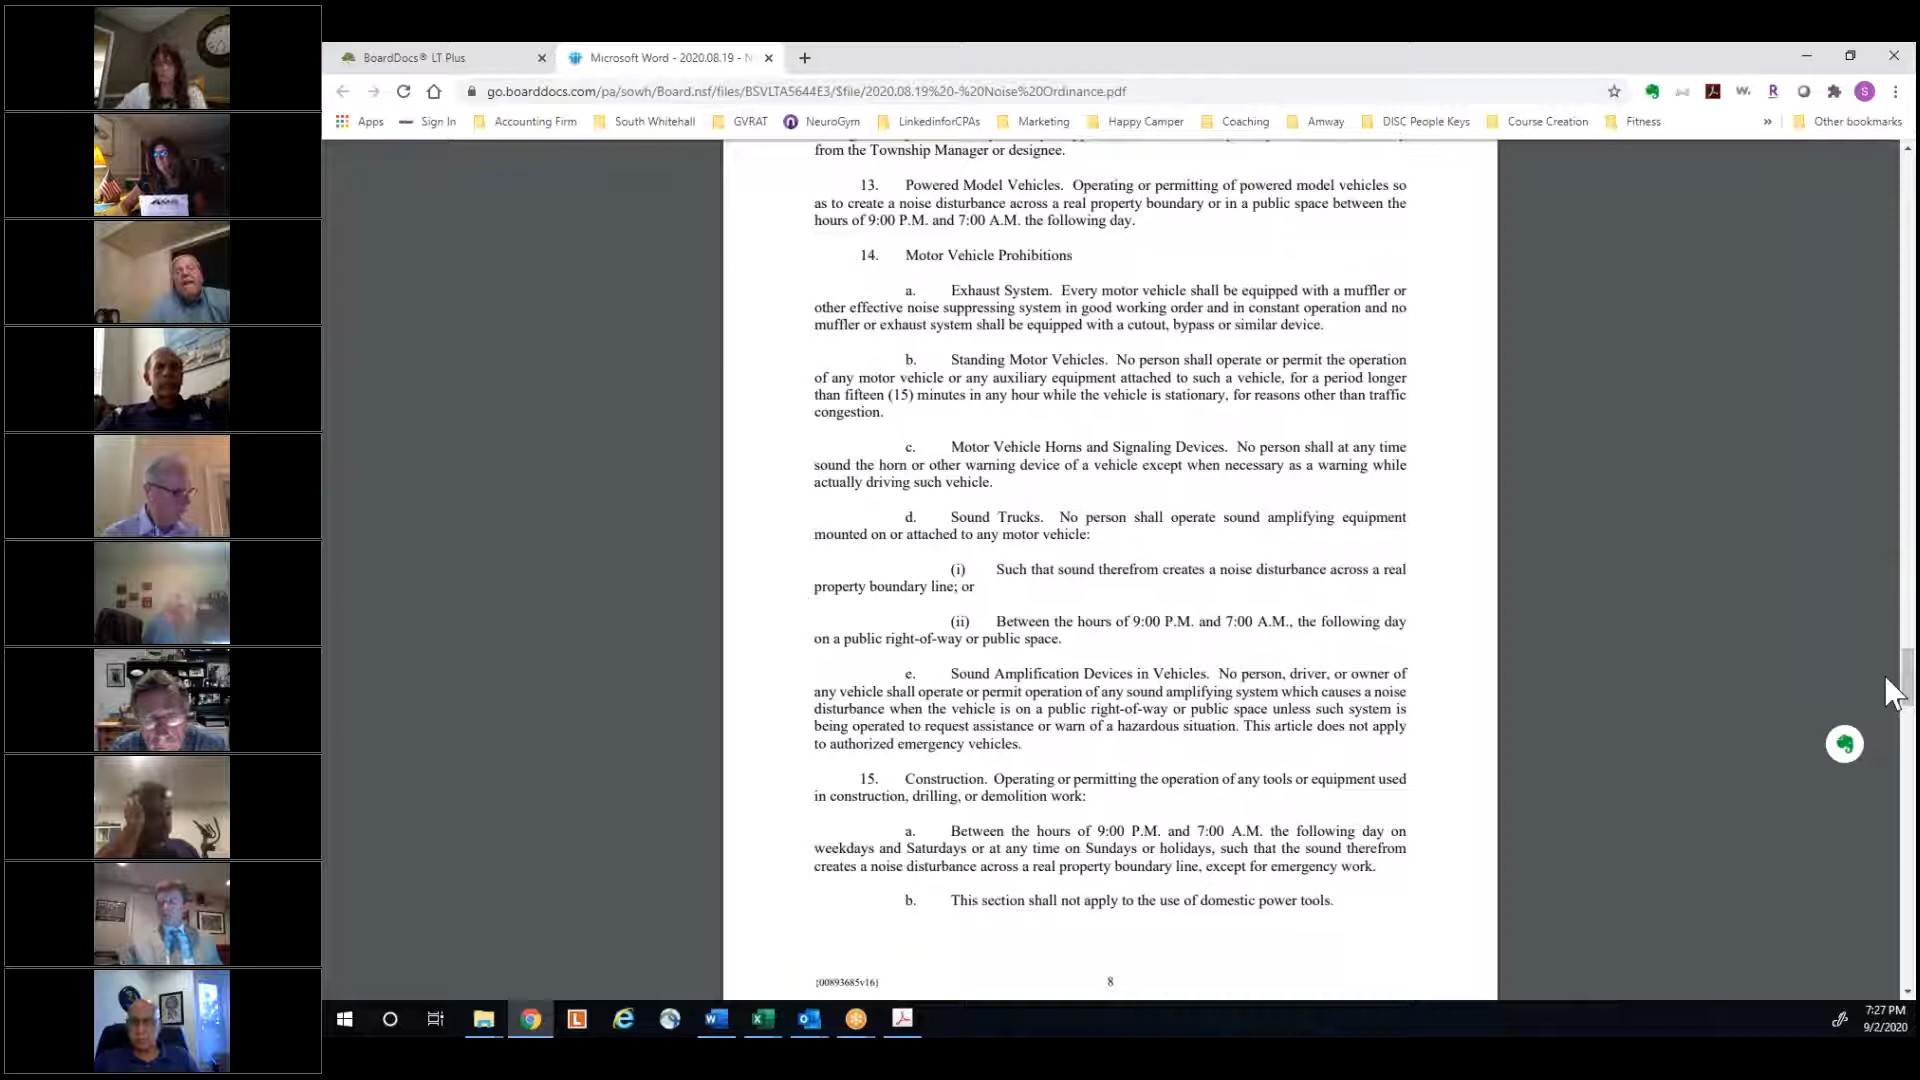 BoardDocs® LT Plus
Microsoft Word - 2020.08.19 - N
go.boarddocs.com/pa/sowh/Board.nsf/files/BSVLTA5644E3/$file/2020.08.19%20-%20Noise%20Ordinance.pdf
Apps Sign In Accounting Firm South Whitehall GVRAT NeuroGym LinkedinforCPAs Marketing Happy Camper Coaching Amway DISC People Keys Course Creation Fitness » Other bookmarks
from the Township Manager or designee.
13. Powered Model Vehicles. Operating or permitting of powered model vehicles so
as to create a noise disturbance across a real property boundary or in a public space between the
hours of 9:00 P.M. and 7:00 A.M. the following day.
14. Motor Vehicle Prohibitions
a. Exhaust System. Every motor vehicle shall be equipped with a muffler or
other effective noise suppressing system in good working order and in constant operation and no
muffler or exhaust system shall be equipped with a cutout, bypass or similar device.
b. Standing Motor Vehicles. No person shall operate or permit the operation
of any motor vehicle or any auxiliary equipment attached to such a vehicle, for a period longer
than fifteen (15) minutes in any hour while the vehicle is stationary, for reasons other than traffic
congestion.
c. Motor Vehicle Horns and Signaling Devices. No person shall at any time
sound the horn or other warning device of a vehicle except when necessary as a warning while
actually driving such vehicle.
d. Sound Trucks. No person shall operate sound amplifying equipment
mounted on or attached to any motor vehicle:
(i) Such that sound therefrom creates a noise disturbance across a real
property boundary line; or
(ii) Between the hours of 9:00 P.M. and 7:00 A.M., the following day
on a public right-of-way or public space.
e. Sound Amplification Devices in Vehicles. No person, driver, or owner of
any vehicle shall operate or permit operation of any sound amplifying system which causes a noise
disturbance when the vehicle is on a public right-of-way or public space unless such system is
being operated to request assistance or warn of a hazardous situation. This article does not apply
to authorized emergency vehicles.
15. Construction. Operating or permitting the operation of any tools or equipment used
in construction, drilling, or demolition work:
a. Between the hours of 9:00 P.M. and 7:00 A.M. the following day on
weekdays and Saturdays or at any time on Sundays or holidays, such that the sound therefrom
creates a noise disturbance across a real property boundary line, except for emergency work.
b. This section shall not apply to the use of domestic power tools.
{00893685v16}
8
7:27 PM
9/2/2020